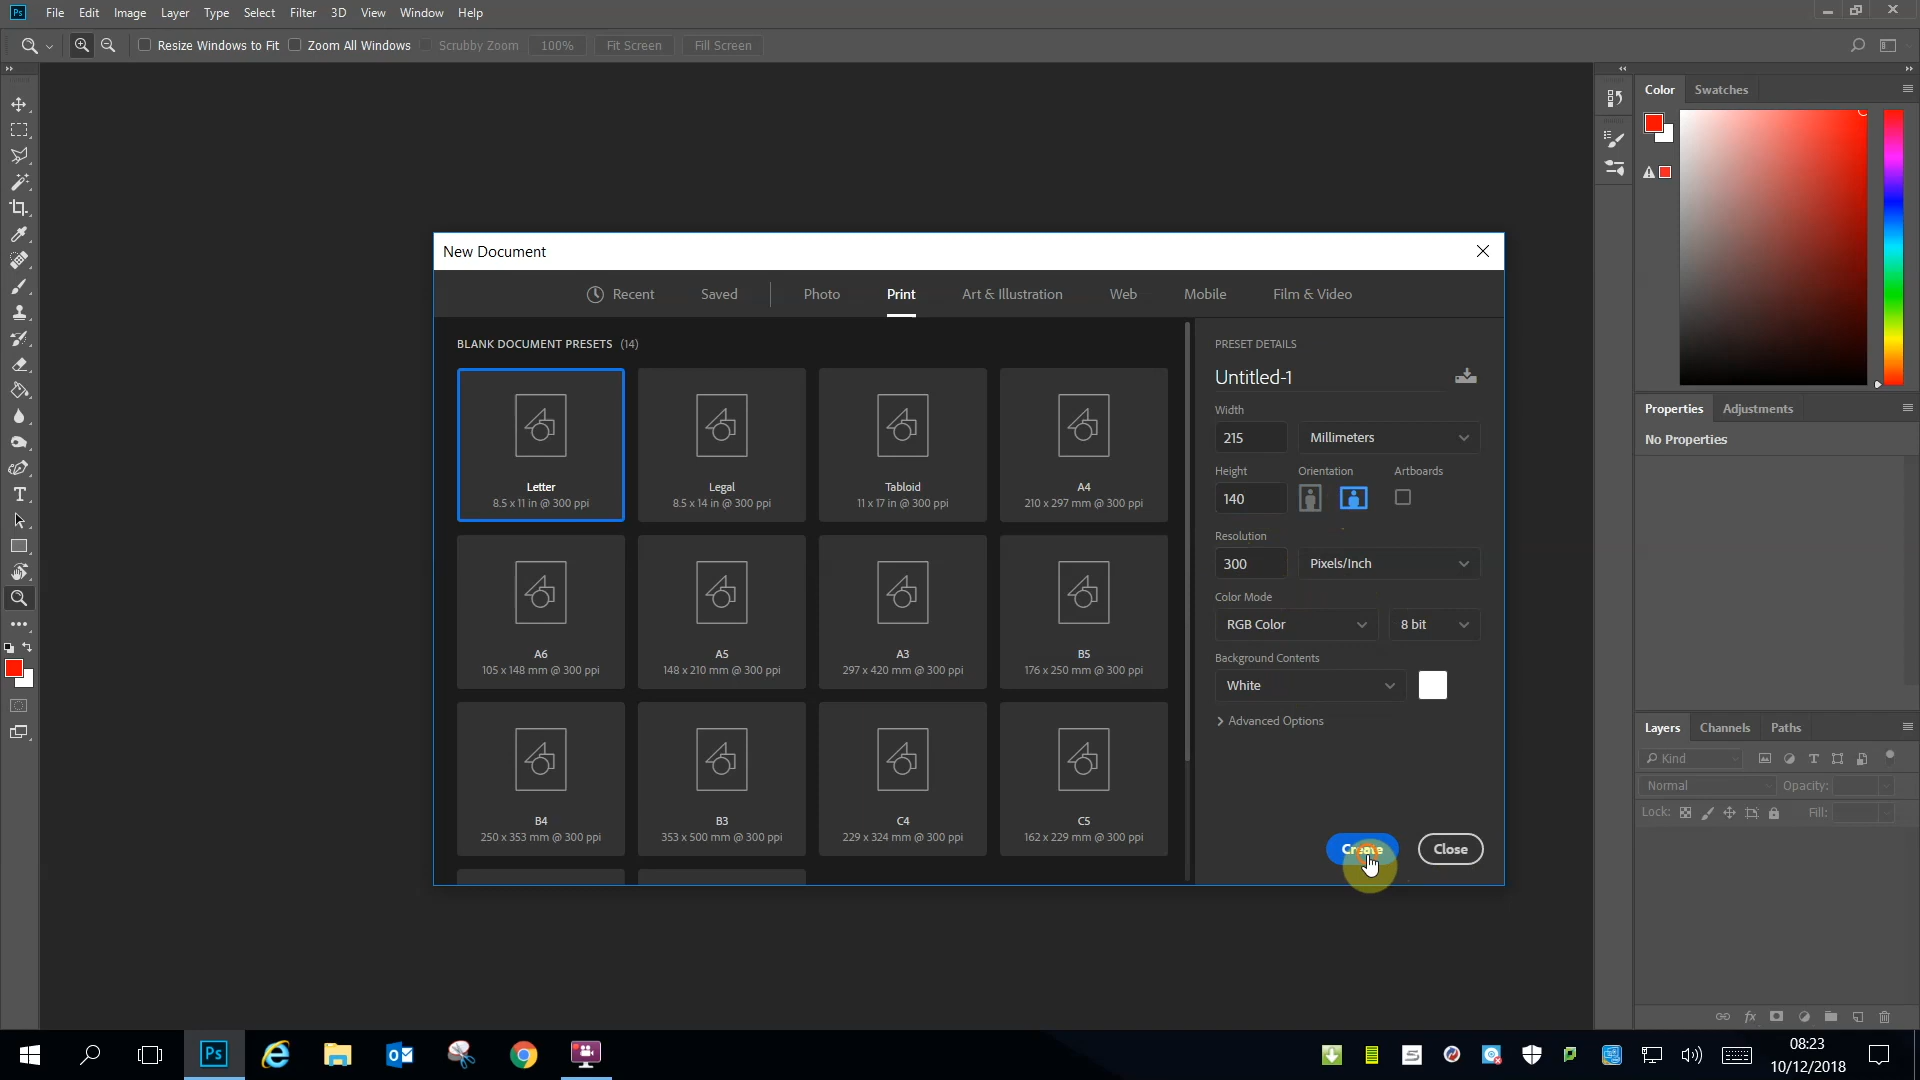 Ps File Edit Image Layer Type Select Filter 3D View Window Help
Resize Windows to Fit Zoom All Windows Scrubby Zoom 100% Fit Screen Fill Screen
Color Swatches
New Document
Recent Saved Photo Print Art & Illustration Web Mobile Film & Video
BLANK DOCUMENT PRESETS (14)
Letter
8.5 x 11 in @ 300 ppi
Legal
8.5 x 14 in @ 300 ppi
Tabloid
11 x 17 in @ 300 ppi
A4
210 x 297 mm @ 300 ppi
A6
105 x 148 mm @ 300 ppi
A5
148 x 210 mm @ 300 ppi
A3
297 x 420 mm @ 300 ppi
B5
176 x 250 mm @ 300 ppi
B4
250 x 353 mm @ 300 ppi
B3
353 x 500 mm @ 300 ppi
C4
229 x 324 mm @ 300 ppi
C5
162 x 229 mm @ 300 ppi
PRESET DETAILS
Untitled-1
Width
215 Millimeters
Height Orientation Artboards
140
Resolution
300 Pixels/Inch
Color Mode
RGB Color 8 bit
Background Contents
White
Advanced Options
Create Close
Properties Adjustments
No Properties
Layers Channels Paths
Kind
Normal Opacity:
Lock: Fill:
fx
Ps
08:23
10/12/2018